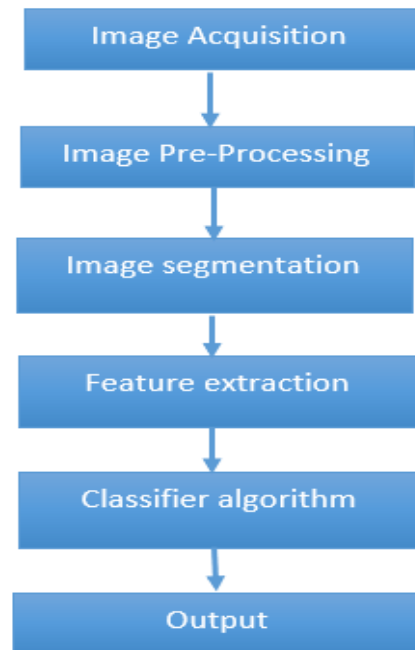 Image Acquisition
Image Pre-Processing
Image segmentation
Feature extraction
Classifier algorithm
Output